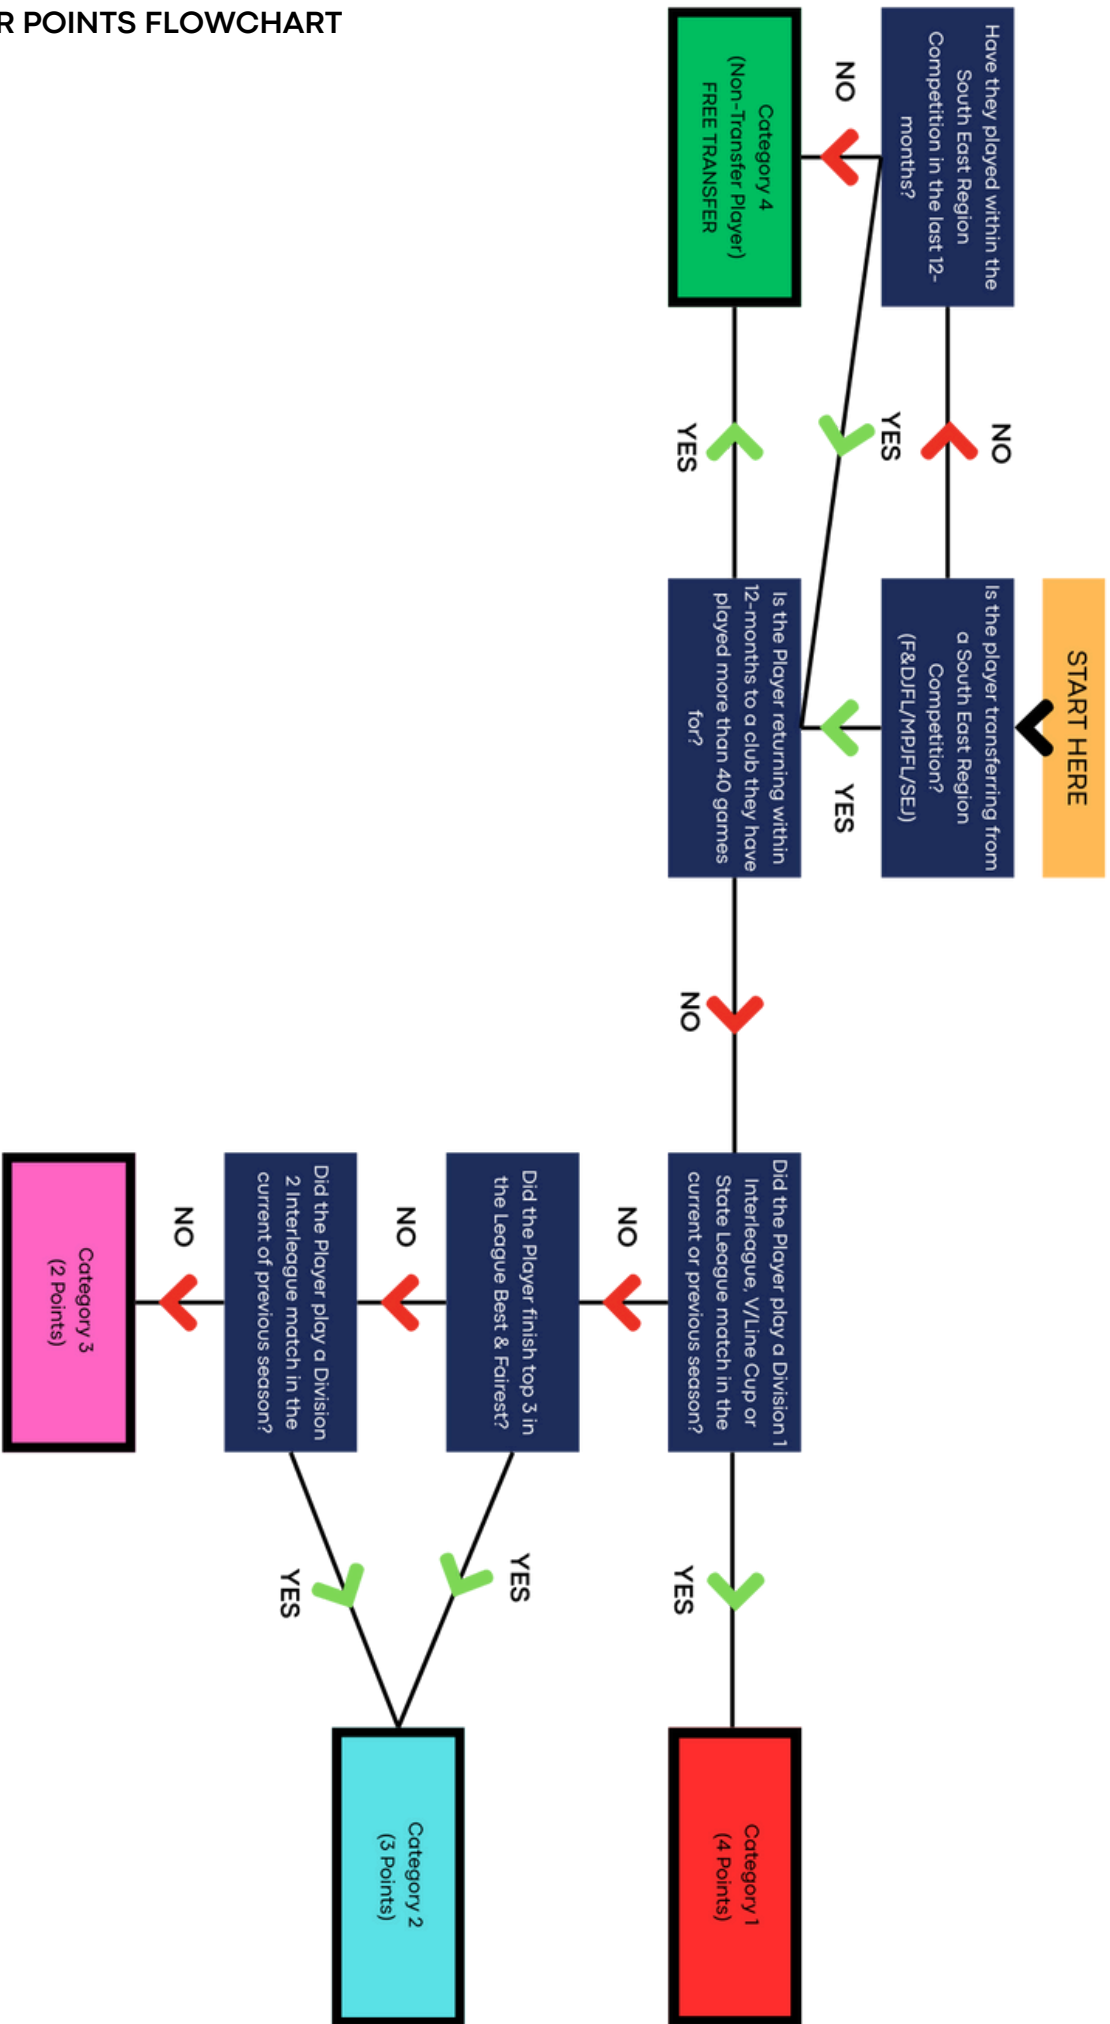 R POINTS FLOWCHART
START HERE
Is the player transferring from
a South East Region
Competition?
(F&DJFL/MPJFL/SEJ)
NO
YES
Have they played within the
South East Region
Competition in the last 12-
months?
NO
YES
Is the Player returning within
12-months to a club they have
played more than 40 games
for?
YES
NO
Category 4
(Non-Transfer Player)
FREE TRANSFER
Did the Player play a Division 1
Interleague, V/Line Cup or
State League match in the
current or previous season?
YES
NO
Category 1
(4 Points)
Did the Player finish top 3 in
the League Best & Fairest?
YES
NO
Did the Player play a Division
2 Interleague match in the
current of previous season?
YES
NO
Category 2
(3 Points)
Category 3
(2 Points)